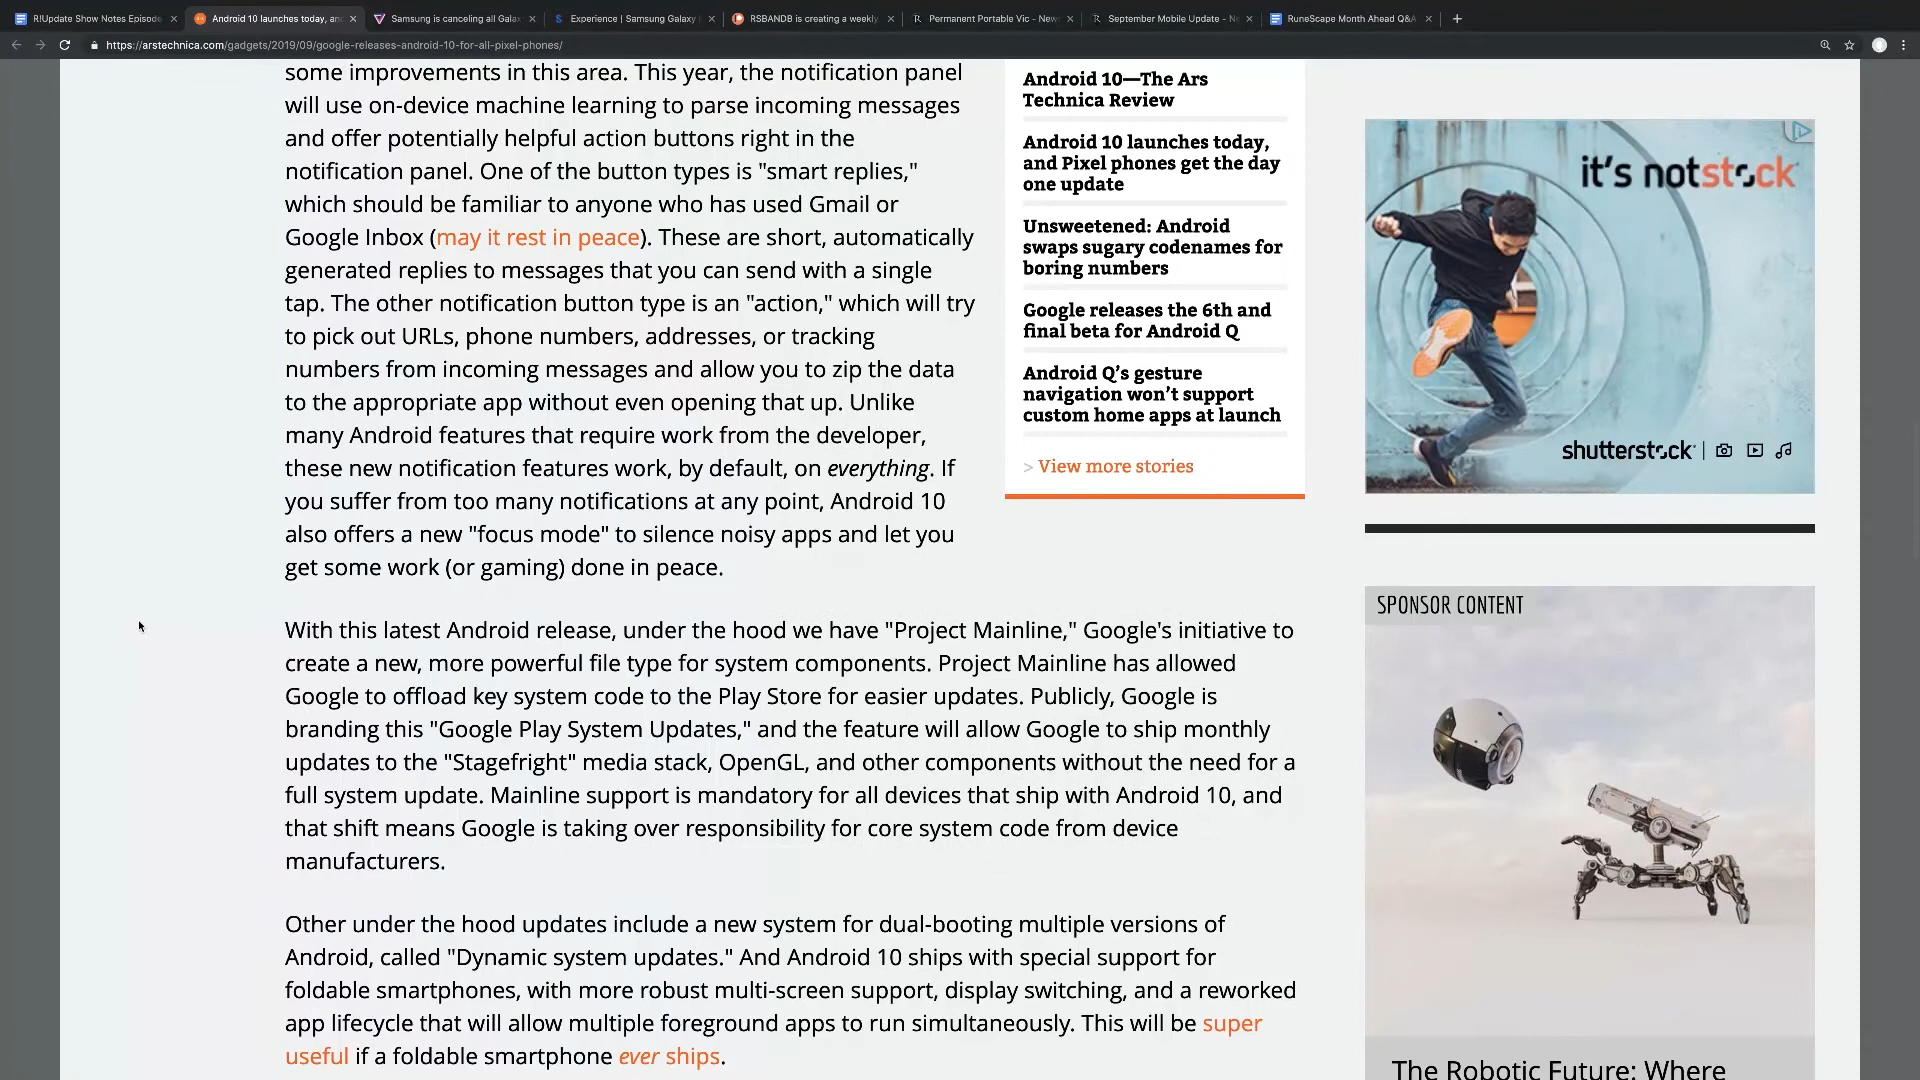 R!Update Show Notes Episode
Android 10 launches today, an
Samsung is canceling all Gala
Experience | Samsung Galaxy
RSBANDB is creating a weekly
Permanent Portable Vic - New
September Mobile Update - Ne
RuneScape Month Ahead Q&A
https://arstechnica.com/gadgets/2019/09/google-releases-android-10-for-all-pixel-phones/
some improvements in this area. This year, the notification panel
will use on-device machine learning to parse incoming messages
and offer potentially helpful action buttons right in the
notification panel. One of the button types is "smart replies,"
which should be familiar to anyone who has used Gmail or
Google Inbox (may it rest in peace). These are short, automatically
generated replies to messages that you can send with a single
tap. The other notification button type is an "action," which will try
to pick out URLs, phone numbers, addresses, or tracking
numbers from incoming messages and allow you to zip the data
to the appropriate app without even opening that up. Unlike
many Android features that require work from the developer,
these new notification features work, by default, on everything. If
you suffer from too many notifications at any point, Android 10
also offers a new "focus mode" to silence noisy apps and let you
get some work (or gaming) done in peace.
With this latest Android release, under the hood we have "Project Mainline," Google's initiative to
create a new, more powerful file type for system components. Project Mainline has allowed
Google to offload key system code to the Play Store for easier updates. Publicly, Google is
branding this "Google Play System Updates," and the feature will allow Google to ship monthly
updates to the "Stagefright" media stack, OpenGL, and other components without the need for a
full system update. Mainline support is mandatory for all devices that ship with Android 10, and
that shift means Google is taking over responsibility for core system code from device
manufacturers.
Other under the hood updates include a new system for dual-booting multiple versions of
Android, called "Dynamic system updates." And Android 10 ships with special support for
foldable smartphones, with more robust multi-screen support, display switching, and a reworked
app lifecycle that will allow multiple foreground apps to run simultaneously. This will be super
useful if a foldable smartphone ever ships.
Android 10—The Ars
Technica Review
Android 10 launches today,
and Pixel phones get the day
one update
Unsweetened: Android
swaps sugary codenames for
boring numbers
Google releases the 6th and
final beta for Android Q
Android Q’s gesture
navigation won’t support
custom home apps at launch
> View more stories
it's not stock
shutterstock
SPONSOR CONTENT
The Robotic Future: Where